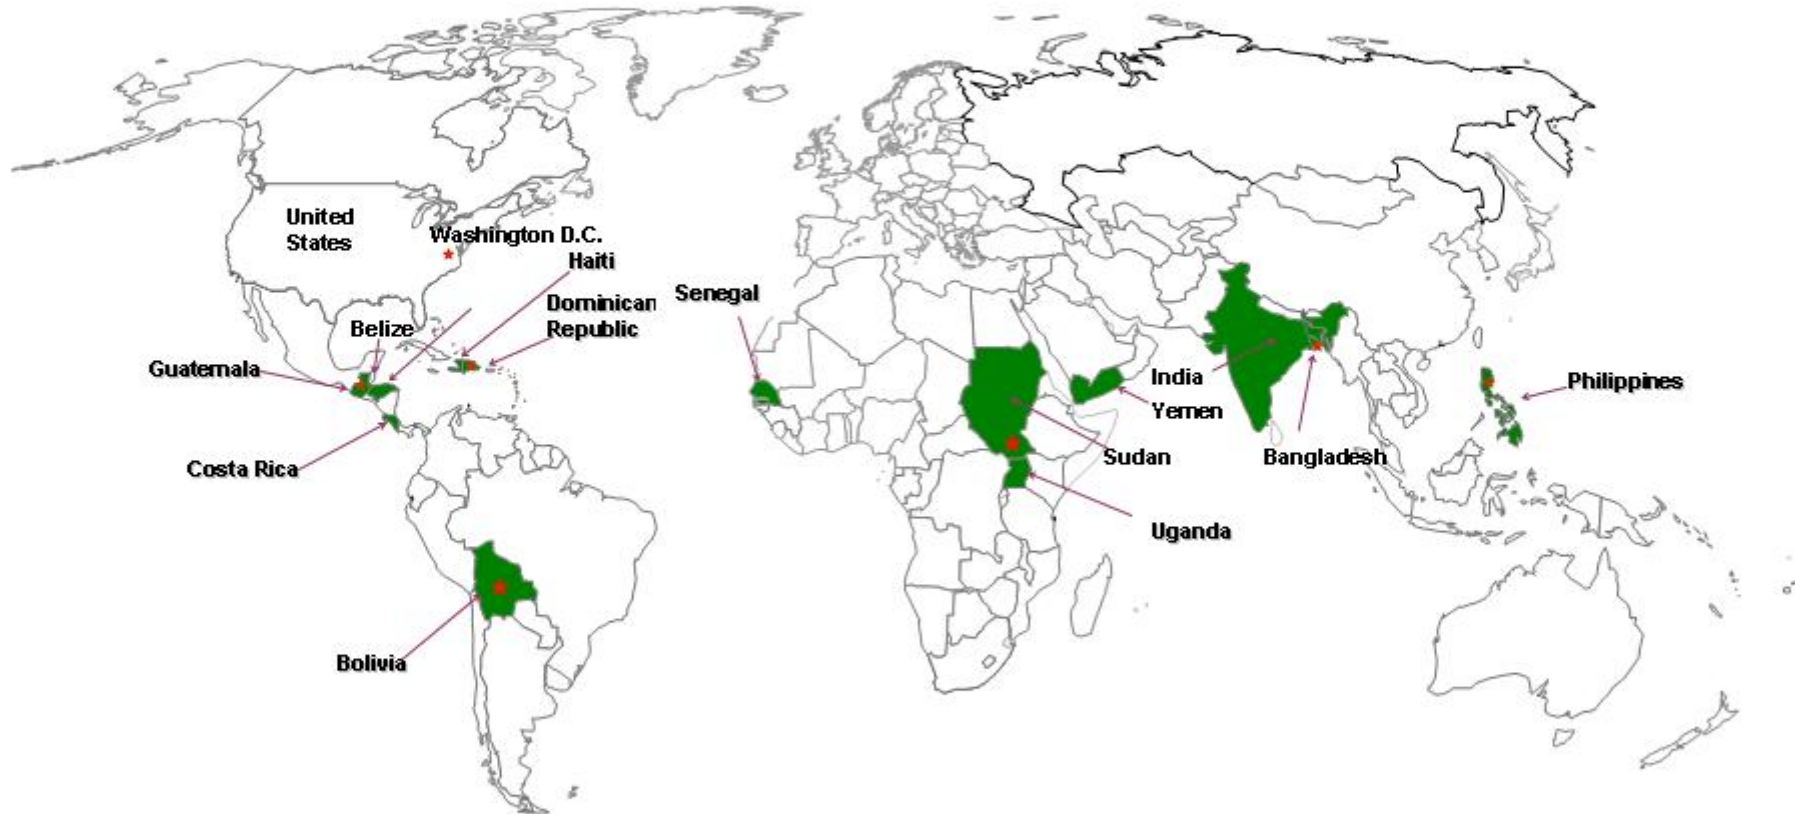 United
States
Washington D.C.
Haiti
Dominican
Republic
Belize
Guatemala
Costa Rica
Bolivia
Senegal
India
Yemen
Sudan
Bangladesh
Uganda
Philippines